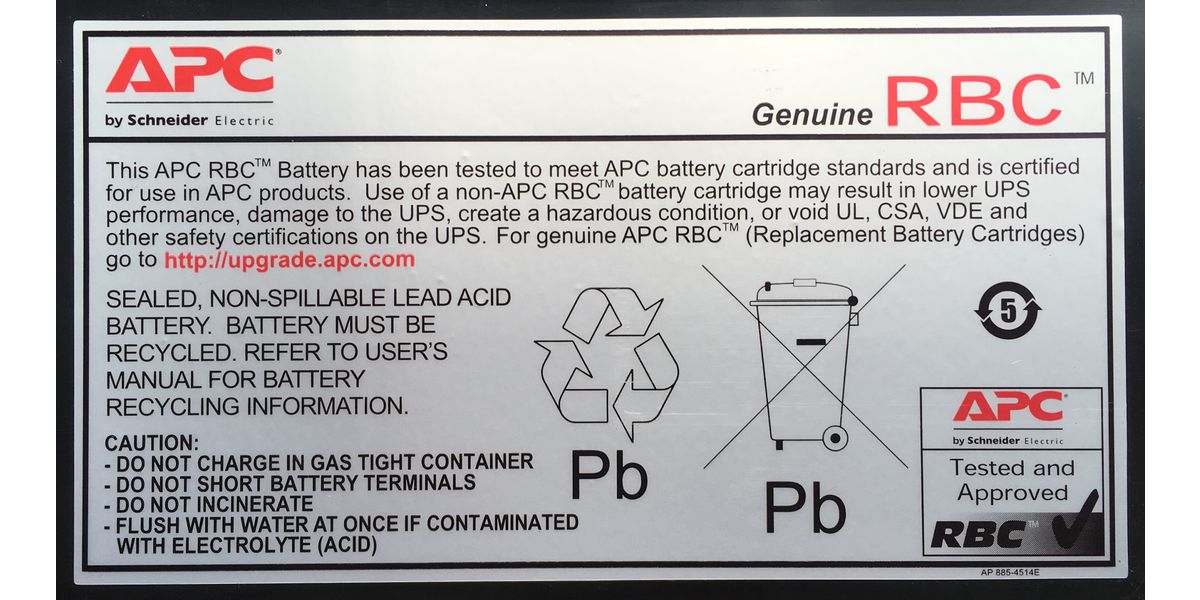 APC®
by Schneider Electric
Genuine RBC™
This APC RBC™ Battery has been tested to meet APC battery cartridge standards and is certified
for use in APC products. Use of a non-APC RBC™ battery cartridge may result in lower UPS
performance, damage to the UPS, create a hazardous condition, or void UL, CSA, VDE and
other safety certifications on the UPS. For genuine APC RBC™ (Replacement Battery Cartridges)
go to http://upgrade.apc.com
SEALED, NON-SPILLABLE LEAD ACID
BATTERY. BATTERY MUST BE
RECYCLED. REFER TO USER'S
MANUAL FOR BATTERY
RECYCLING INFORMATION.
CAUTION:
- DO NOT CHARGE IN GAS TIGHT CONTAINER
- DO NOT SHORT BATTERY TERMINALS
- DO NOT INCINERATE
- FLUSH WITH WATER AT ONCE IF CONTAMINATED
WITH ELECTROLYTE (ACID)
Pb
Pb
5
APC®
by Schneider Electric
Tested and
Approved
RBC™
AP 885-4514E